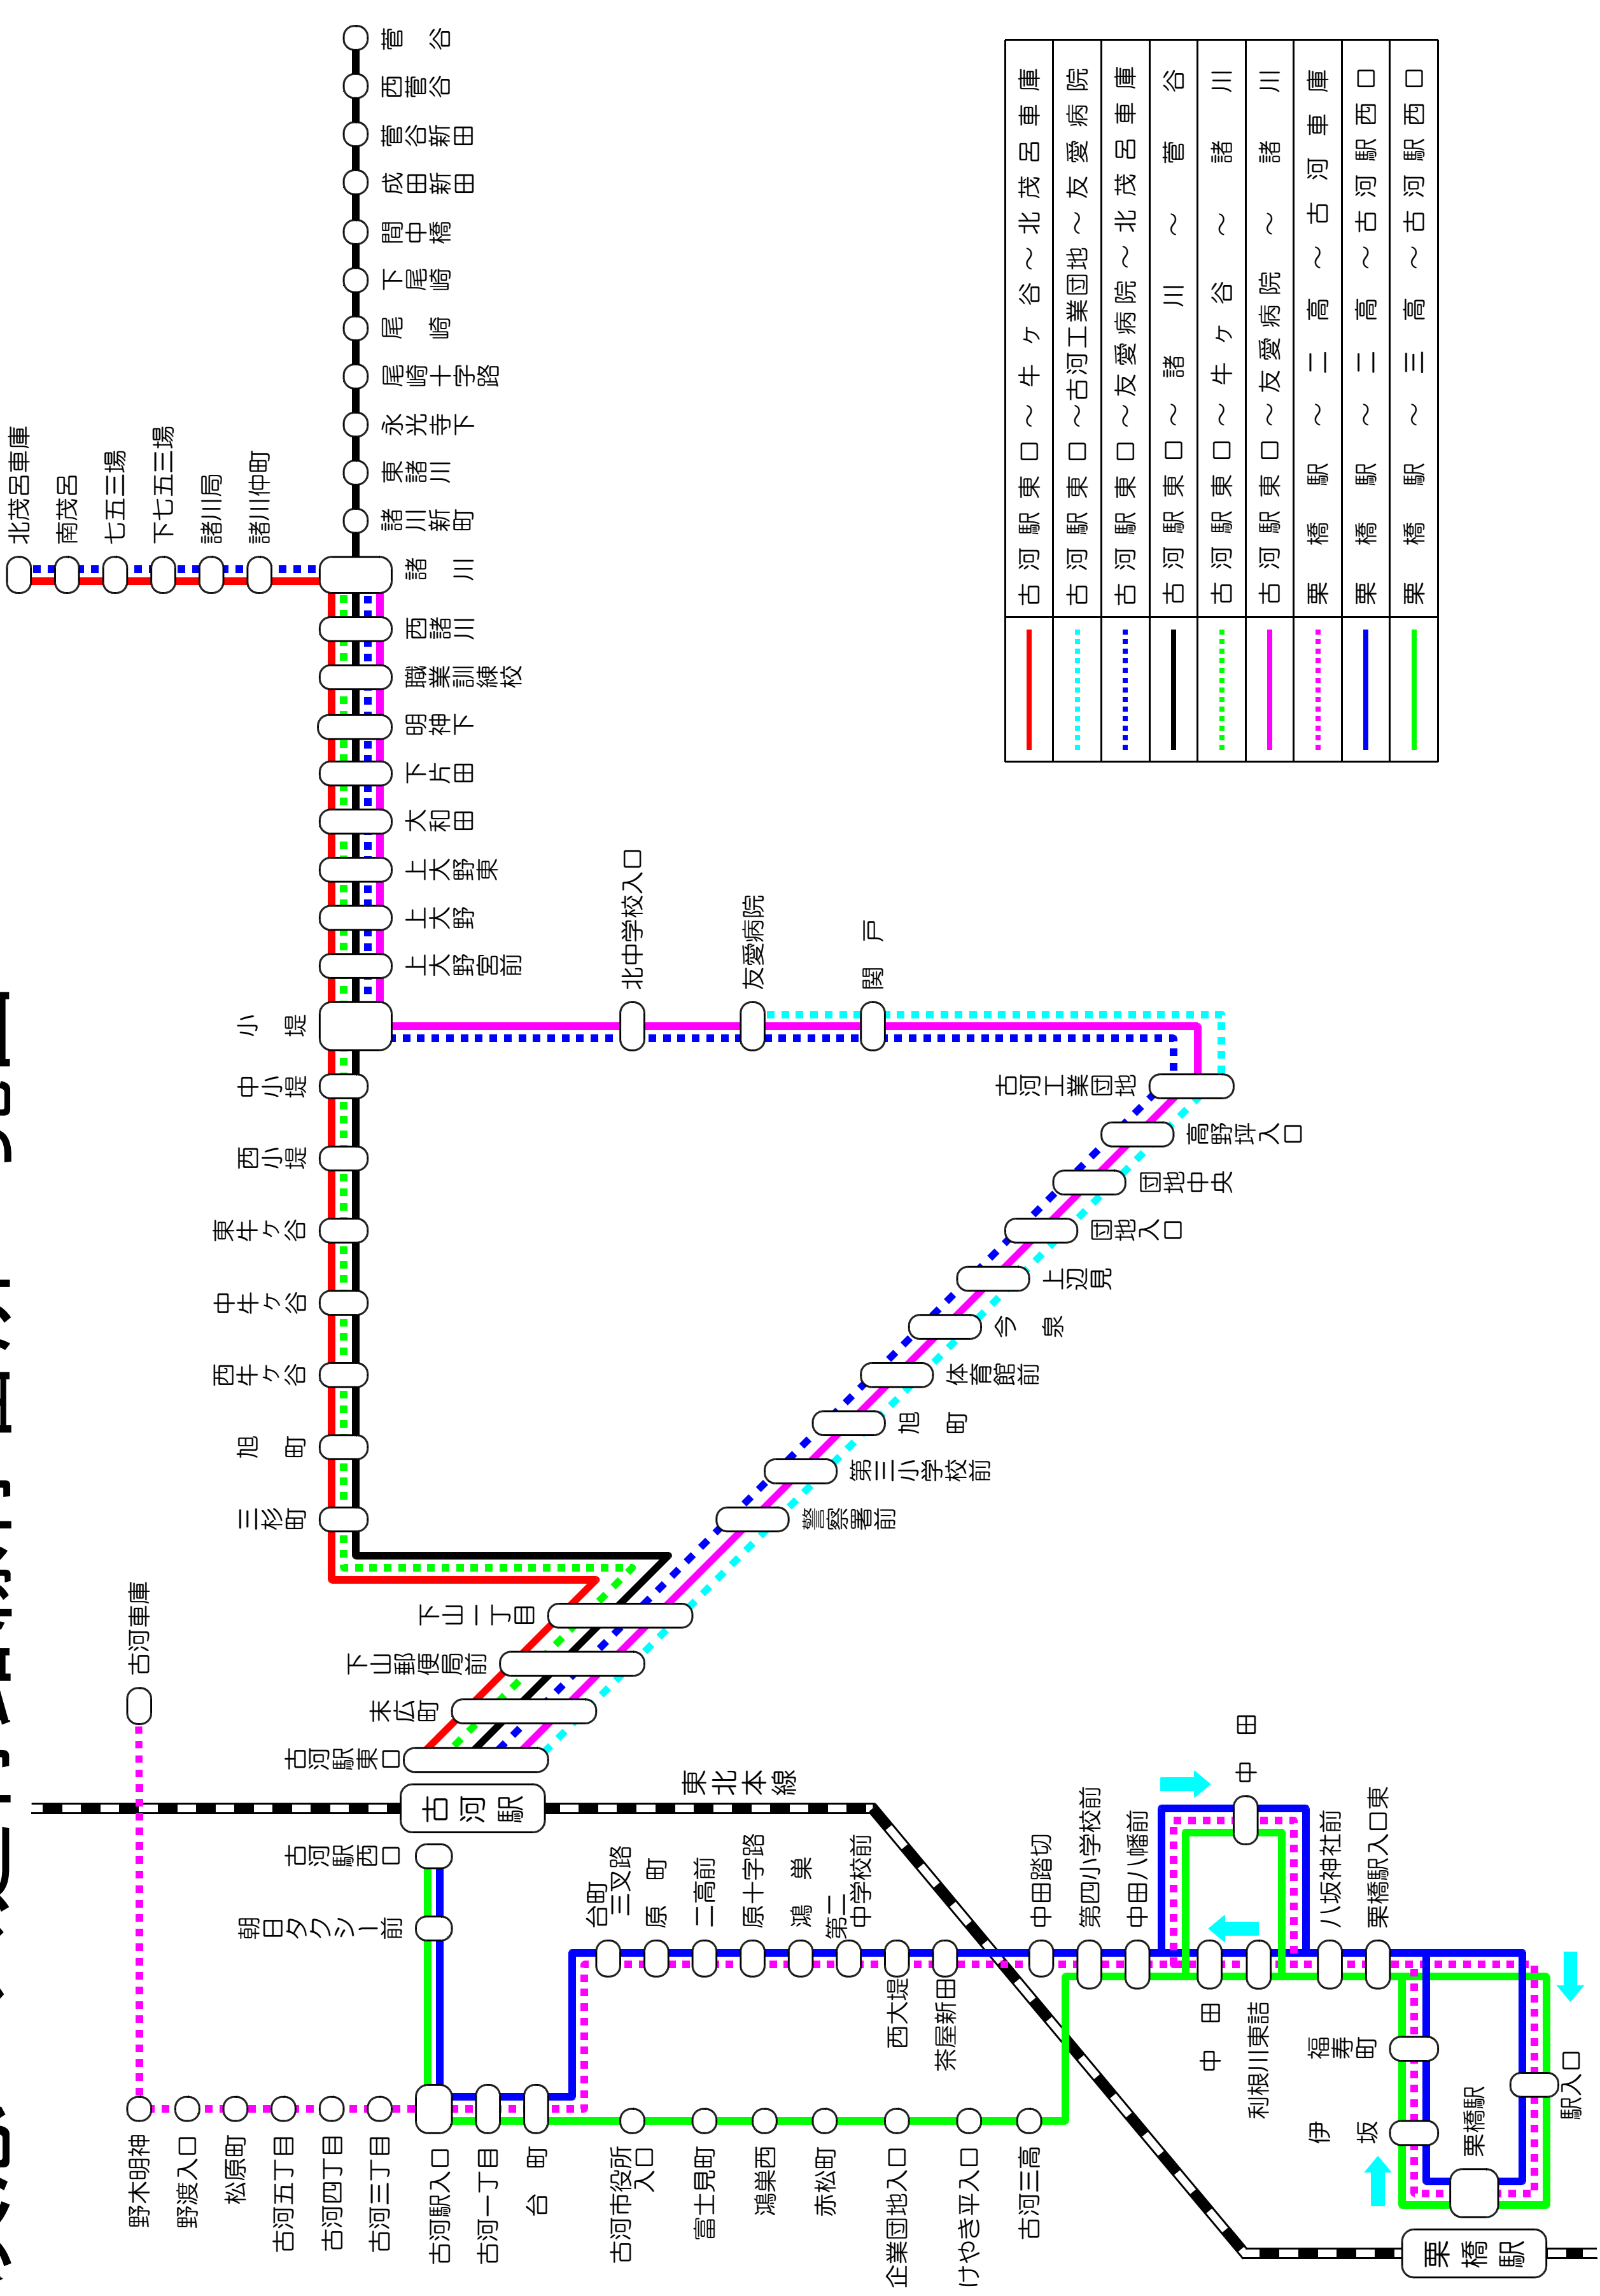 菅谷
西菅谷
菅谷新田
成田新田
間中橋
下尾崎
尾崎
尾崎十字路
永光寺下
東諸川
諸川新町
諸川
北茂呂車庫
南茂呂
七五三場
下七五三場
諸川局
諸川仲町
西諸川
職業訓練校
明神下
下片田
大和田
上大野東
上大野
上大野宮前
小堤
中小堤
西小堤
東牛ヶ谷
中牛ヶ谷
西牛ヶ谷
旭町
三杉町
北中学校入口
友愛病院
関戸
古河工業団地
高野坪入口
団地中央
団地入口
上辺見
今泉
体育館前
旭町
第三小学校前
警察署前
下山一丁目
下山郵便局前
末広町
古河駅東口
古河駅
東北本線
古河車庫
古河駅西口
朝日タクシー前
野木明神
野渡入口
松原町
古河五丁目
古河四丁目
古河三丁目
古河駅入口
古河一丁目
台町
台町
三叉路
原町
二高前
原十字路
鴻巣
第二
中学校前
西大堤
茶屋新田
中田踏切
第四小学校前
中田八幡前
中田
中田
利根川東詰
八坂神社前
栗橋駅入口東
福寿町
伊坂
栗橋駅
駅入口
栗橋駅
古河市役所
入口
富士見町
鴻巣西
赤松町
企業団地入口
けやき平入口
古河三高
古河駅東口～牛ヶ谷～北茂呂車庫
古河駅東口～古河工業団地～友愛病院
古河駅東口～友愛病院～北茂呂車庫
古河駅東口～諸川～菅谷
古河駅東口～牛ヶ谷～諸川
古河駅東口～友愛病院～諸川
栗橋駅～二高～古河車庫
栗橋駅～二高～古河駅西口
栗橋駅～三高～古河駅西口